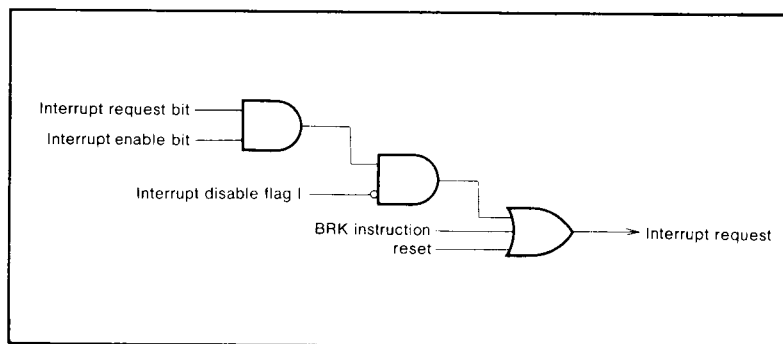 Interrupt request bit
Interrupt enable bit
Interrupt disable flag I
BRK instruction
reset
Interrupt request